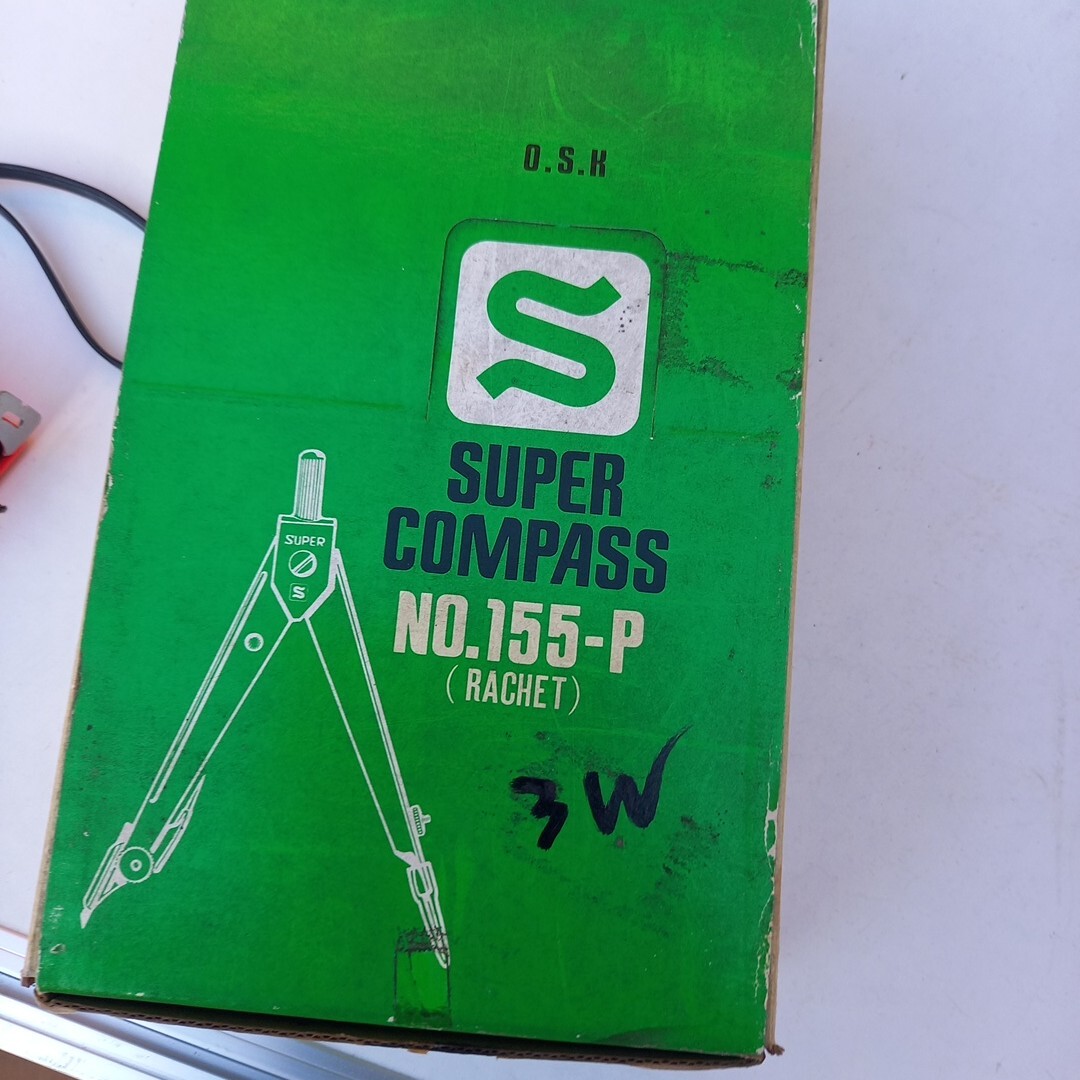 O.S.K
S
SUPER
COMPASS
NO.155-P
(RACHET)
SUPER
S
3W